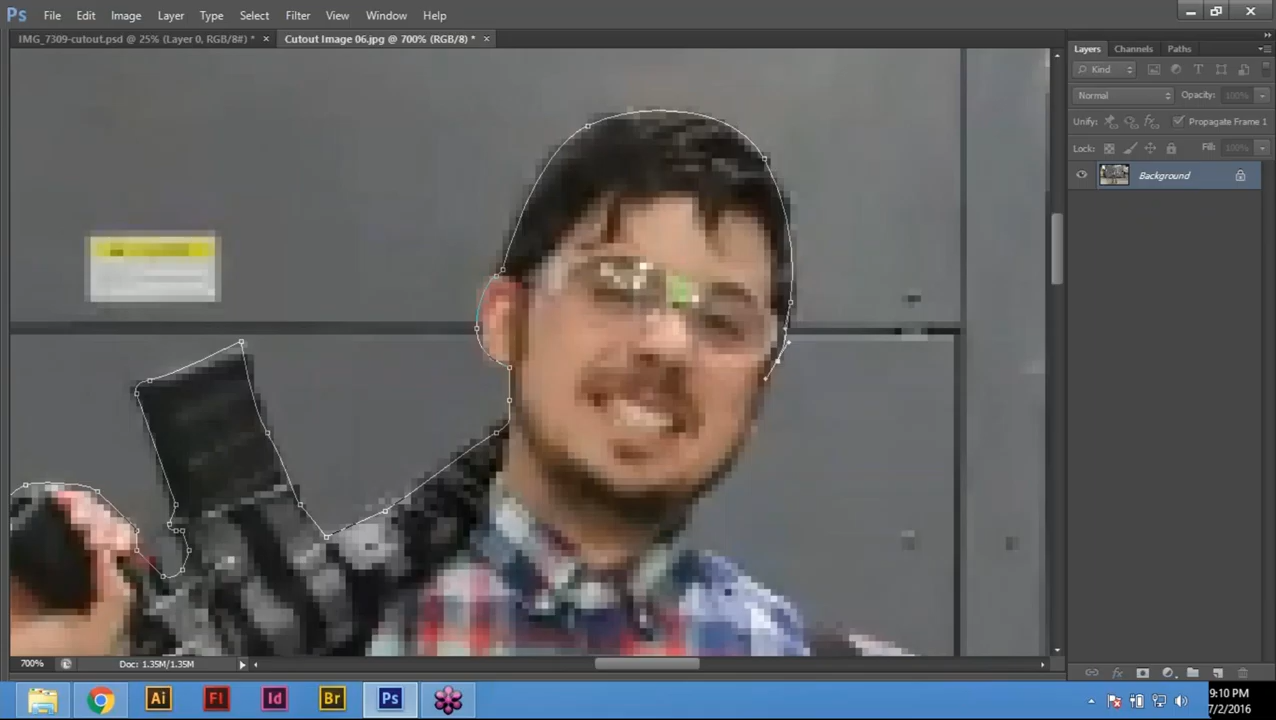 Ps File Edit Image Layer Type Select Filter View Window Help
IMG_7309-cutout.psd @ 25% (Layer 0, RGB/8#) * × Cutout Image 06.jpg @ 700% (RGB/8) * ×
Layers Channels Paths
Kind
Normal Opacity: 100%
Unify: Propagate Frame 1
Lock: Fill: 100%
Background
700% Doc: 1.35M/1.35M
Ai Fl Id Br Ps
9:10 PM
7/2/2016